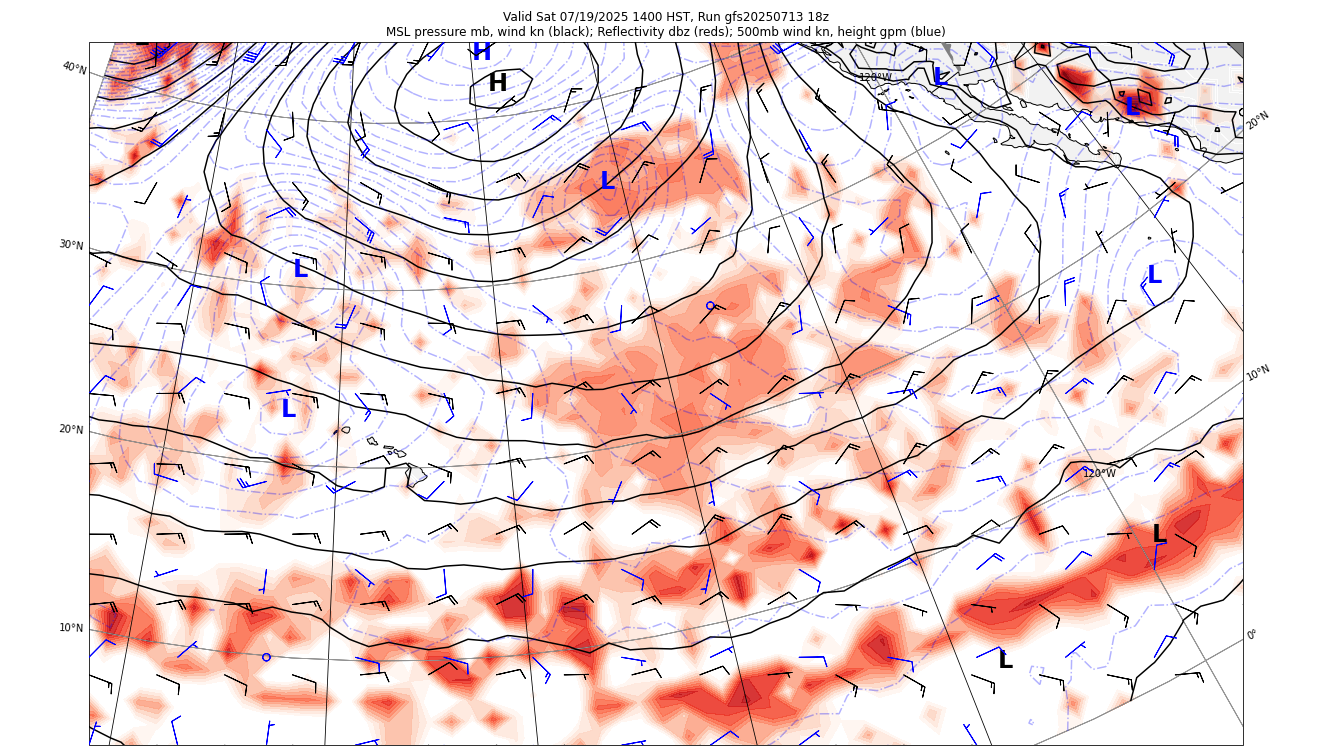 Valid Sat 07/19/2025 1400 HST, Run gfs20250713 18z
MSL pressure mb, wind kn (black); Reflectivity dbz (reds); 500mb wind kn, height gpm (blue)
H
H
40°N
120°W
L
L
20°N
L
30°N
L
L
10°N
L
20°N
120°W
L
10°N
0°
L